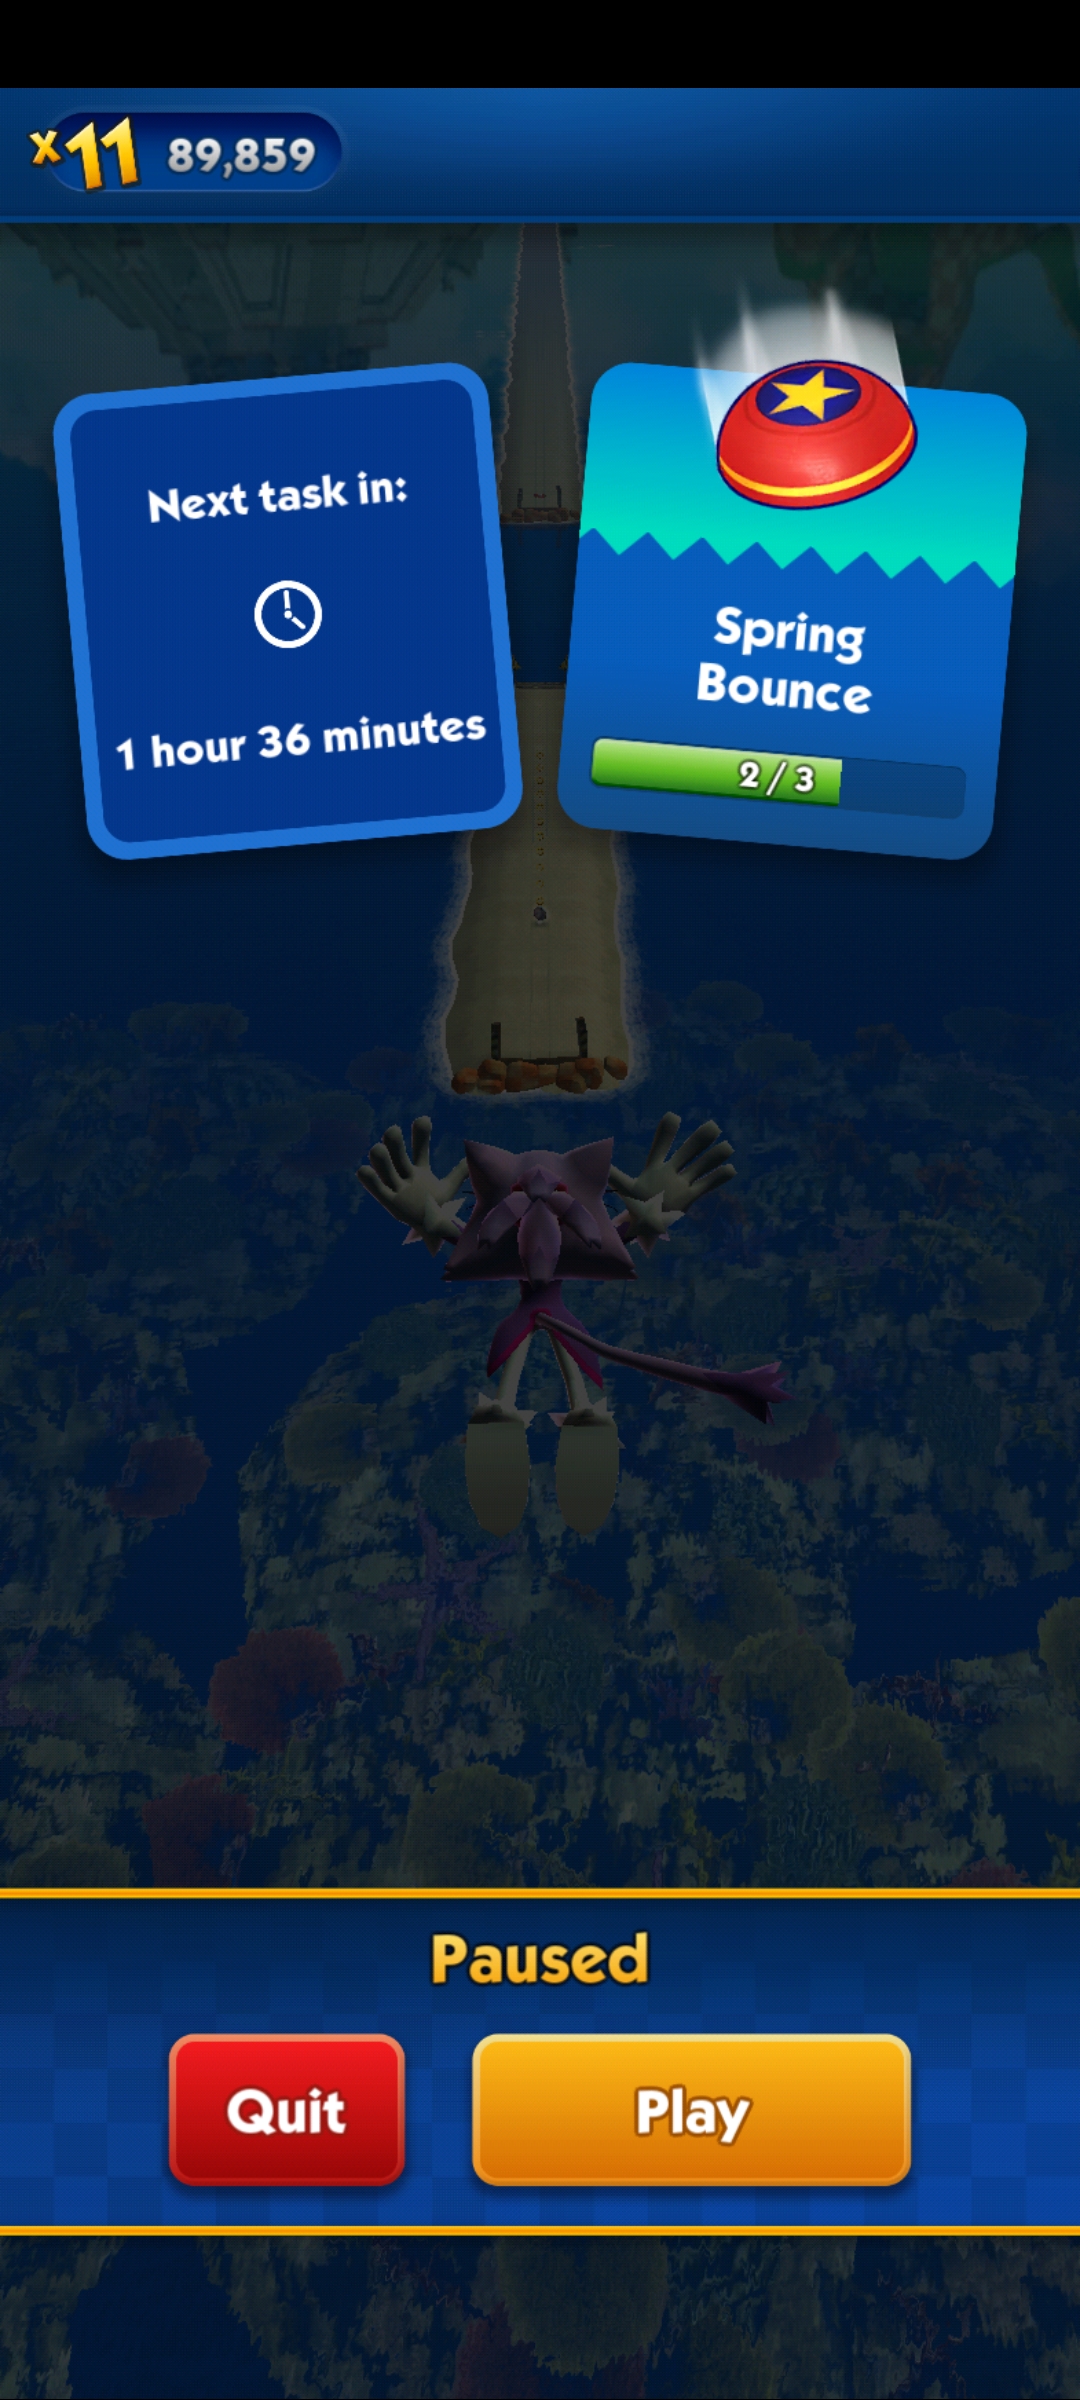 x11 89,859
Next task in:
1 hour 36 minutes
Spring
Bounce
2 / 3
Paused
Quit
Play